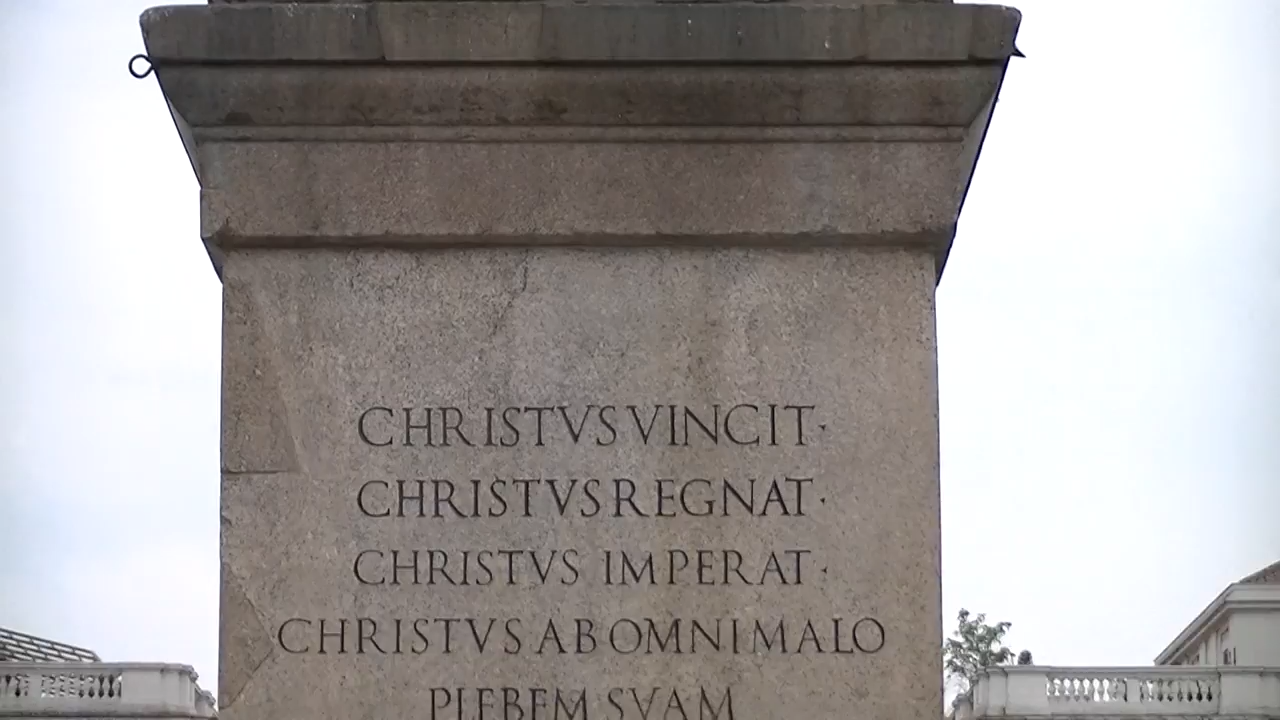 CHRISTVS VINCIT·
CHRISTVS REGNAT·
CHRISTVS IMPERAT·
CHRISTVS AB OMNI MALO
PLEBEM SVAM